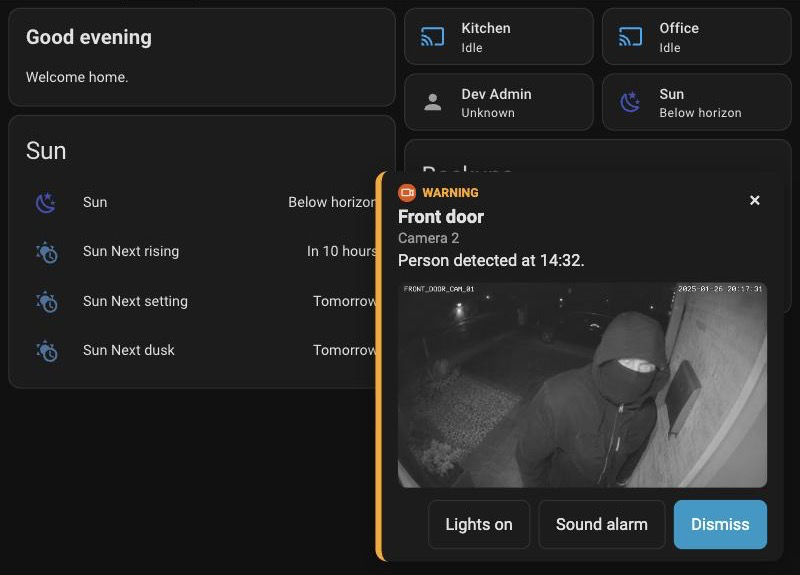 Good evening
Welcome home.
Sun
Sun
Below horizon
Sun Next rising
In 10 hours
Sun Next setting
Tomorrow
Sun Next dusk
Tomorrow
Kitchen
Idle
Office
Idle
Dev Admin
Unknown
Sun
Below horizon
WARNING
Front door
Camera 2
Person detected at 14:32.
FRONT_DOOR_CAM_01
2025-01-26 20:17:31
Lights on
Sound alarm
Dismiss